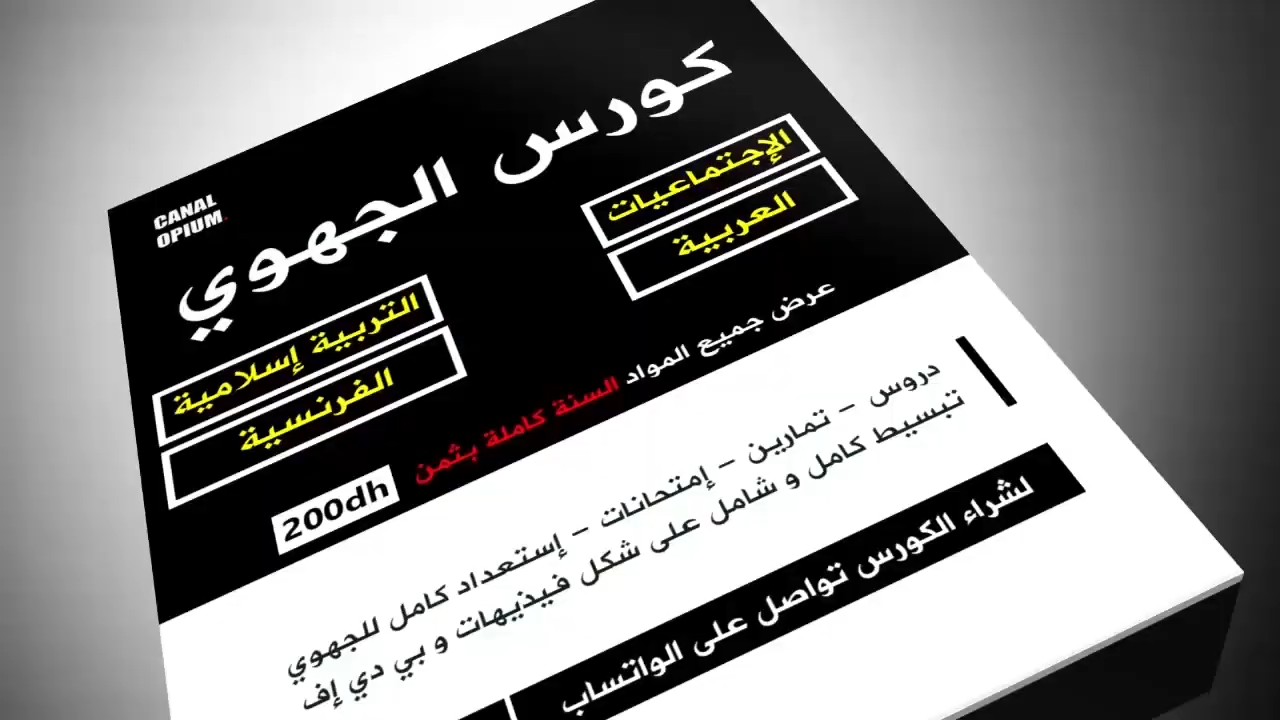 كورس الجهوي
CANAL
OPIUM.
الإجتماعيات
العربية
التربية إسلامية
الفرنسية
عرض جميع المواد السنة كاملة بثمن 200dh
دروس - تمارين - إمتحانات - إستعداد كامل للجهوي
تبسيط كامل و شامل على شكل فيذيهات و بي دي إف
لشراء الكورس تواصل على الواتساب